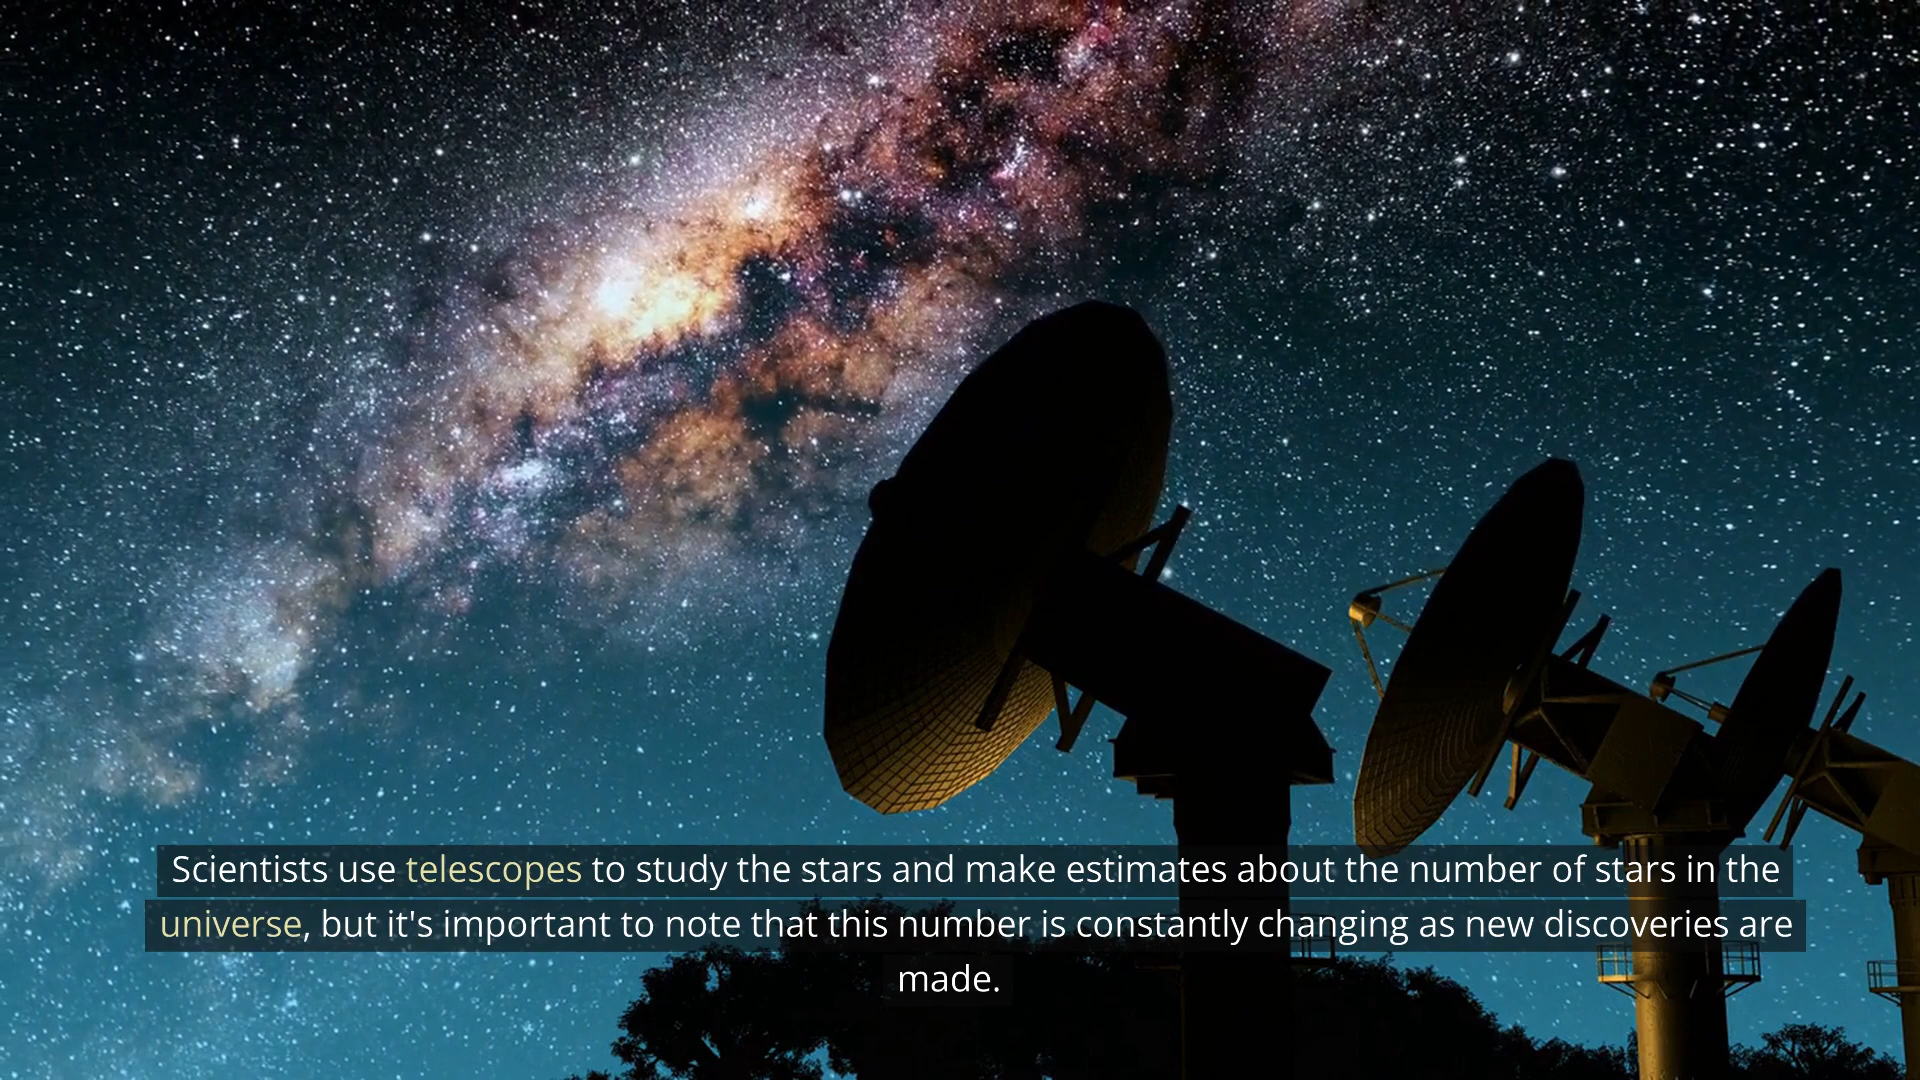 Scientists use telescopes to study the stars and make estimates about the number of stars in the
universe, but it's important to note that this number is constantly changing as new discoveries are
made.